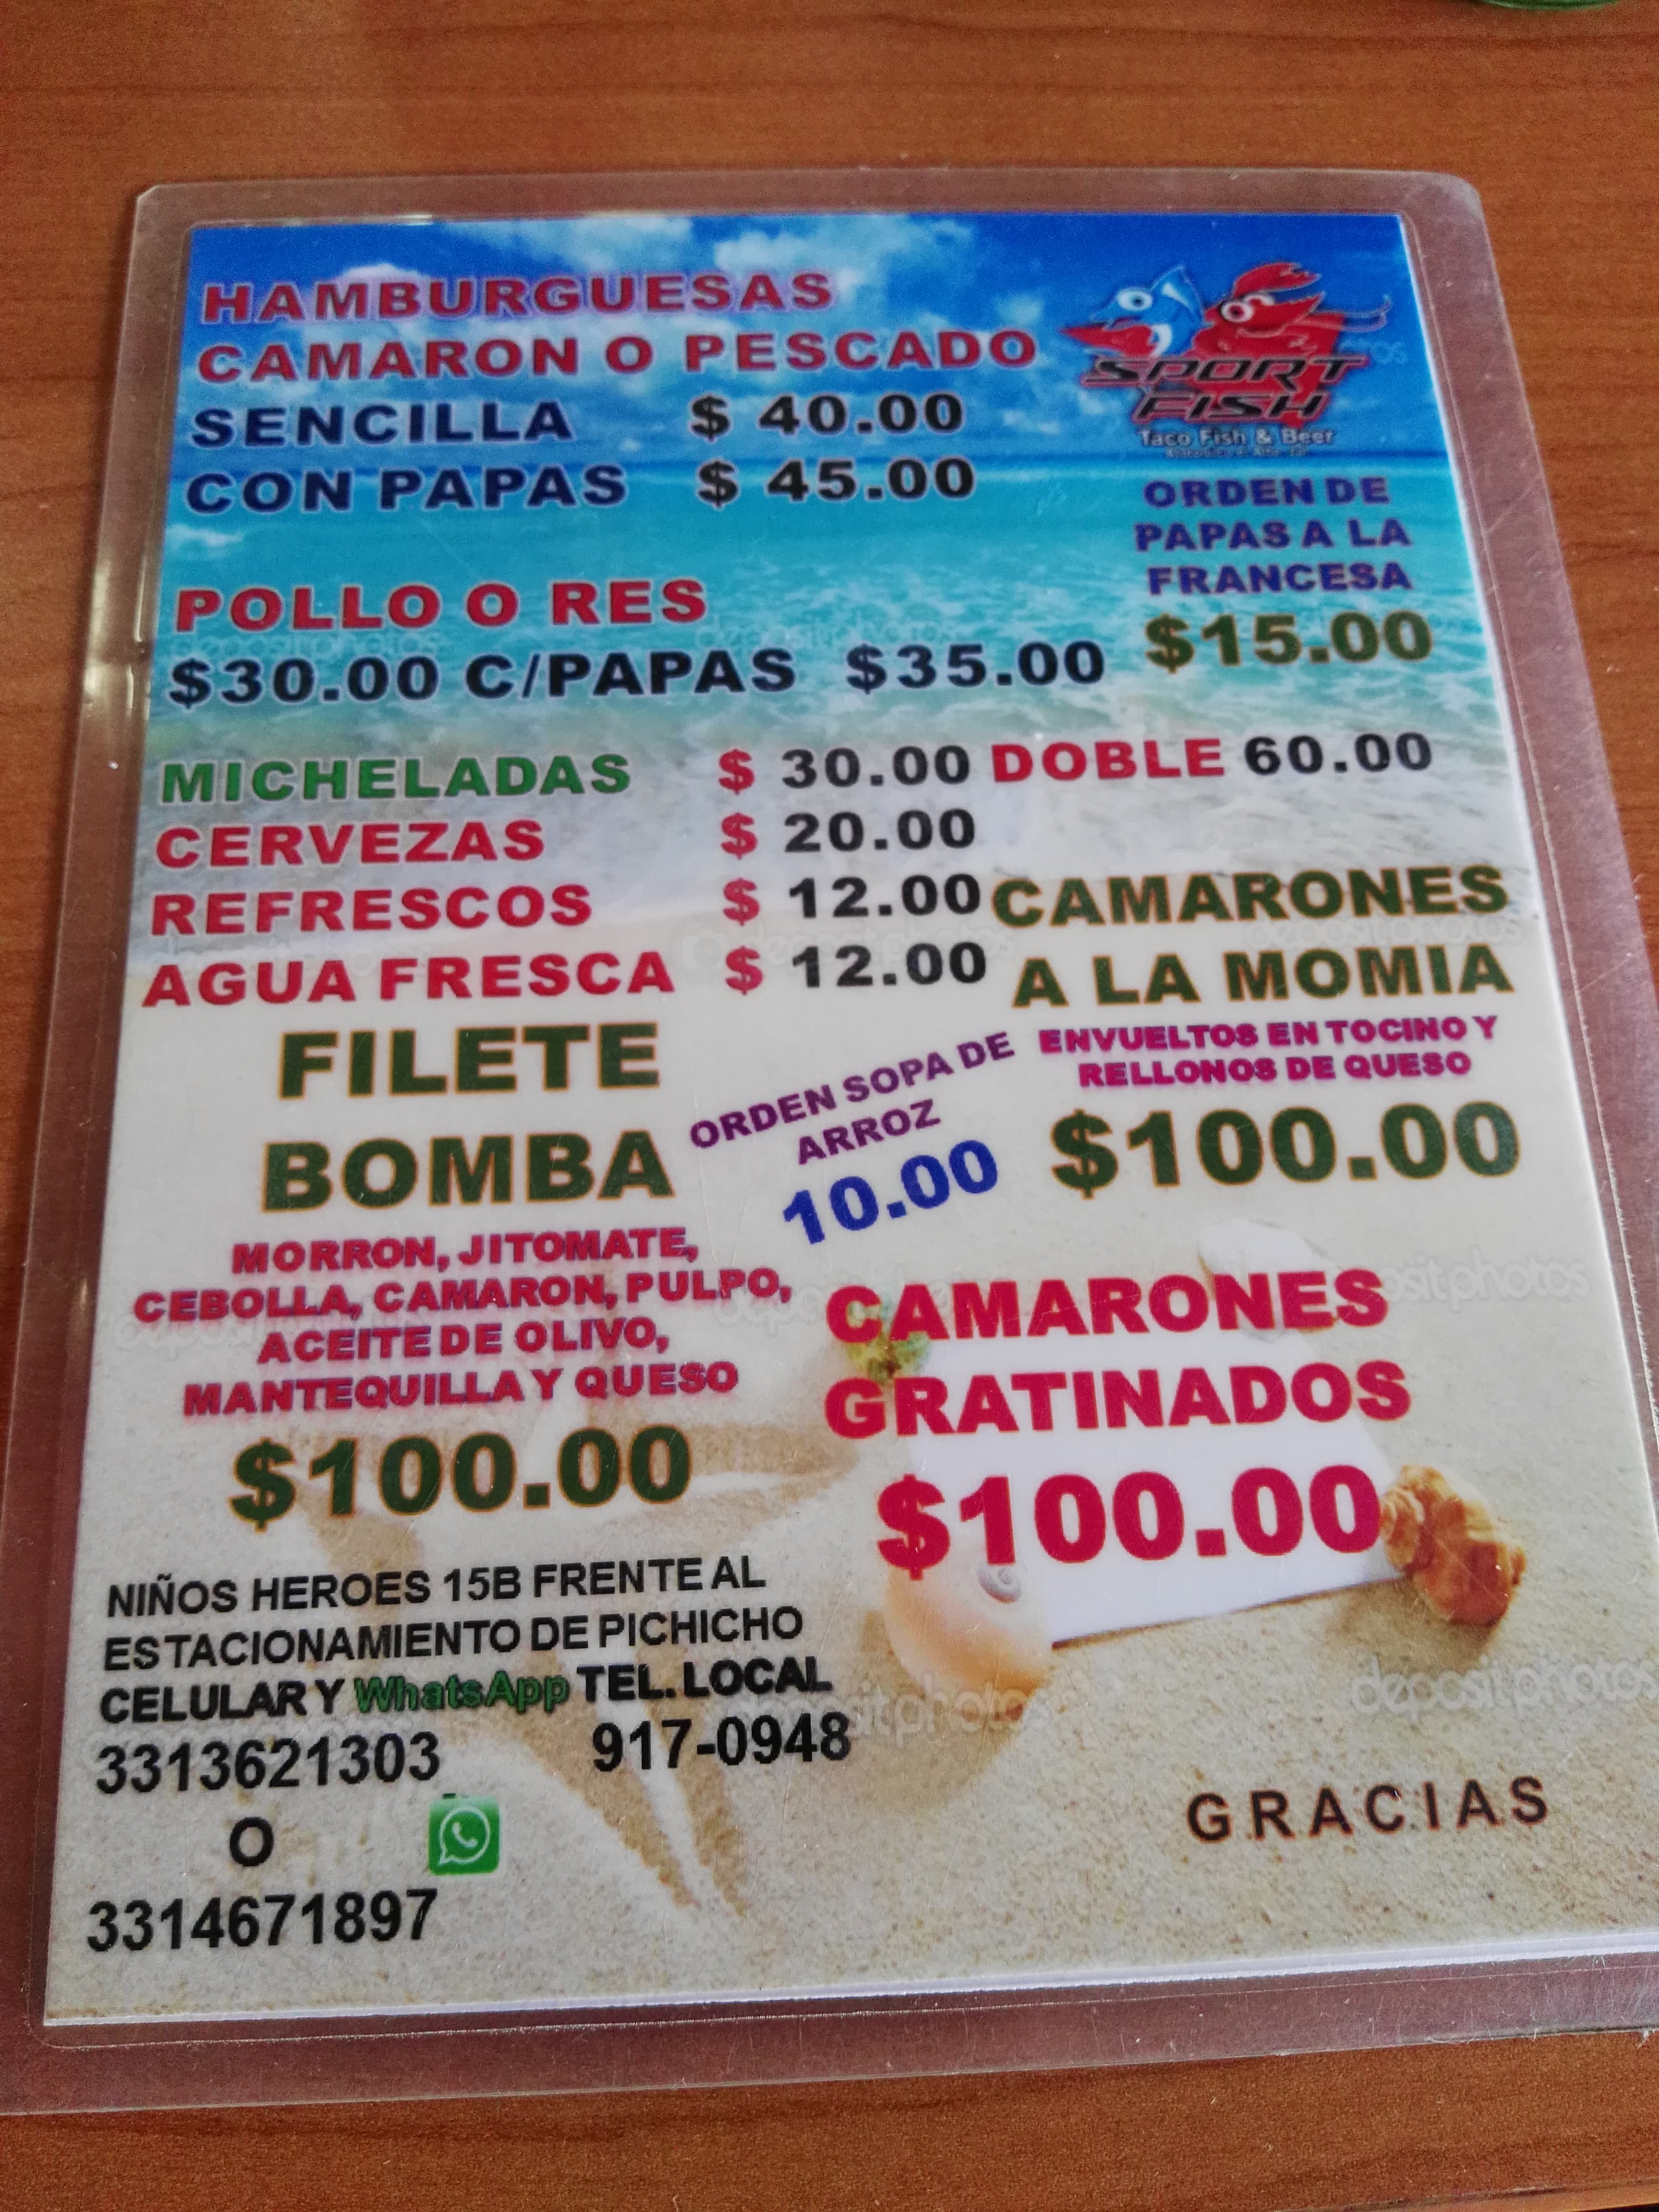 HAMBURGUESAS
CAMARON O PESCADO
SENCILLA $ 40.00
CON PAPAS $ 45.00
SPORT
FISH
Taco Fish & Beer
ORDEN DE
PAPAS A LA
FRANCESA
$15.00
POLLO O RES
$30.00 C/PAPAS $35.00
MICHELADAS $ 30.00 DOBLE 60.00
CERVEZAS $ 20.00
REFRESCOS $ 12.00
AGUA FRESCA $ 12.00
CAMARONES
A LA MOMIA
ENVUELTOS EN TOCINO Y
RELLONOS DE QUESO
$100.00
FILETE
BOMBA
MORRON, JITOMATE,
CEBOLLA, CAMARON, PULPO,
ACEITE DE OLIVO,
MANTEQUILLA Y QUESO
$100.00
ORDEN SOPA DE
ARROZ
10.00
CAMARONES
GRATINADOS
$100.00
NIÑOS HEROES 15B FRENTE AL
ESTACIONAMIENTO DE PICHICHO
CELULAR Y WhatsApp TEL. LOCAL
3313621303 917-0948
O
3314671897
GRACIAS
depositphotos